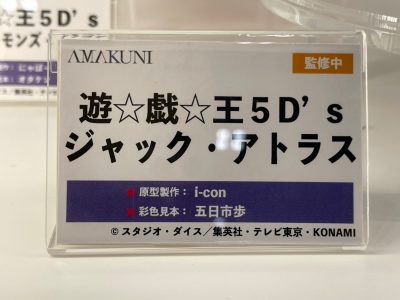 AMAKUNI
監修中
遊☆戯☆王5D's
ジャック・アトラス
原型製作： i-con
彩色見本： 五日市歩
© スタジオ・ダイス／集英社・テレビ東京・KONAMI